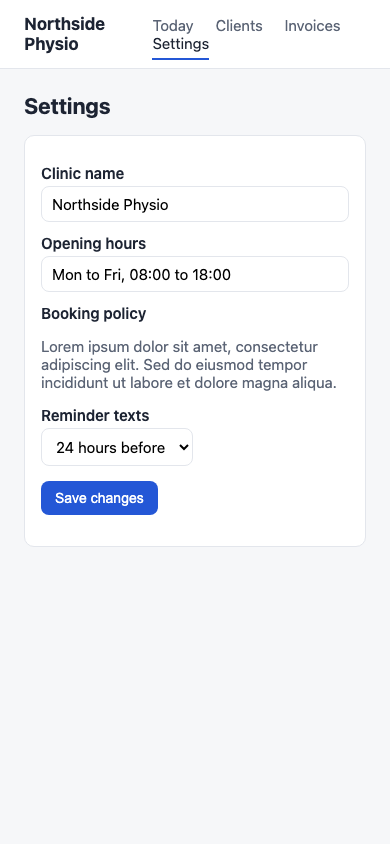 Northside
Physio
Today Clients Invoices
Settings
Settings
Clinic name
Northside Physio
Opening hours
Mon to Fri, 08:00 to 18:00
Booking policy
Lorem ipsum dolor sit amet, consectetur
adipiscing elit. Sed do eiusmod tempor
incididunt ut labore et dolore magna aliqua.
Reminder texts
24 hours before
Save changes